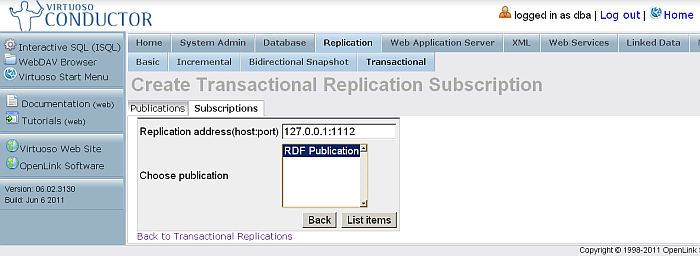 VIRTUOSO
CONDUCTOR
logged in as dba | Log out | Home
Interactive SQL (ISQL)
WebDAV Browser
Virtuoso Start Menu
Documentation (web)
Tutorials (web)
Virtuoso Web Site
OpenLink Software
Version: 06.02.3130
Build: Jun 6 2011
Home System Admin Database Replication Web Application Server XML Web Services Linked Data
Basic Incremental Bidirectional Snapshot Transactional
Create Transactional Replication Subscription
Publications Subscriptions
Replication address(host:port) 127.0.0.1:1112
RDF Publication
Choose publication
Back List items
Back to Transactional Replications
Copyright © 1998-2011 OpenLink